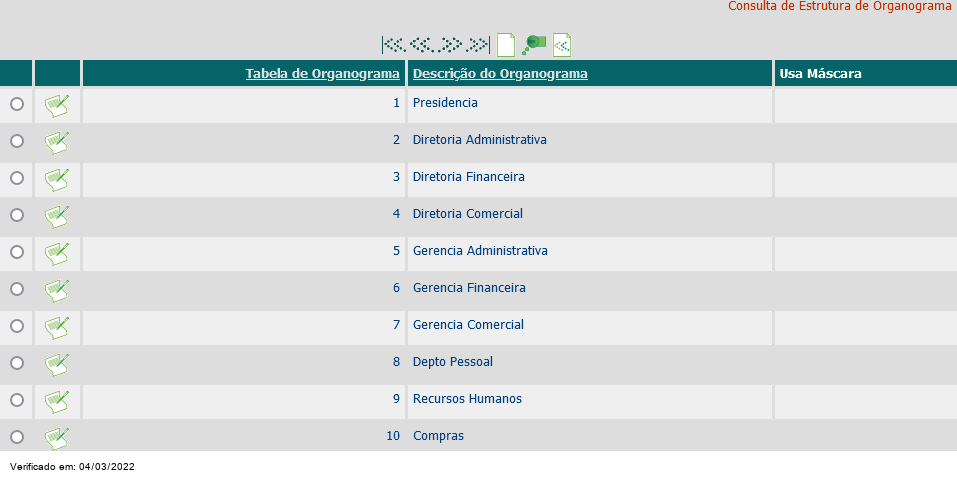 Consulta de Estrutura de Organograma
Tabela de Organograma Descrição do Organograma Usa Máscara
1 Presidencia
2 Diretoria Administrativa
3 Diretoria Financeira
4 Diretoria Comercial
5 Gerencia Administrativa
6 Gerencia Financeira
7 Gerencia Comercial
8 Depto Pessoal
9 Recursos Humanos
10 Compras
Verificado em: 04/03/2022